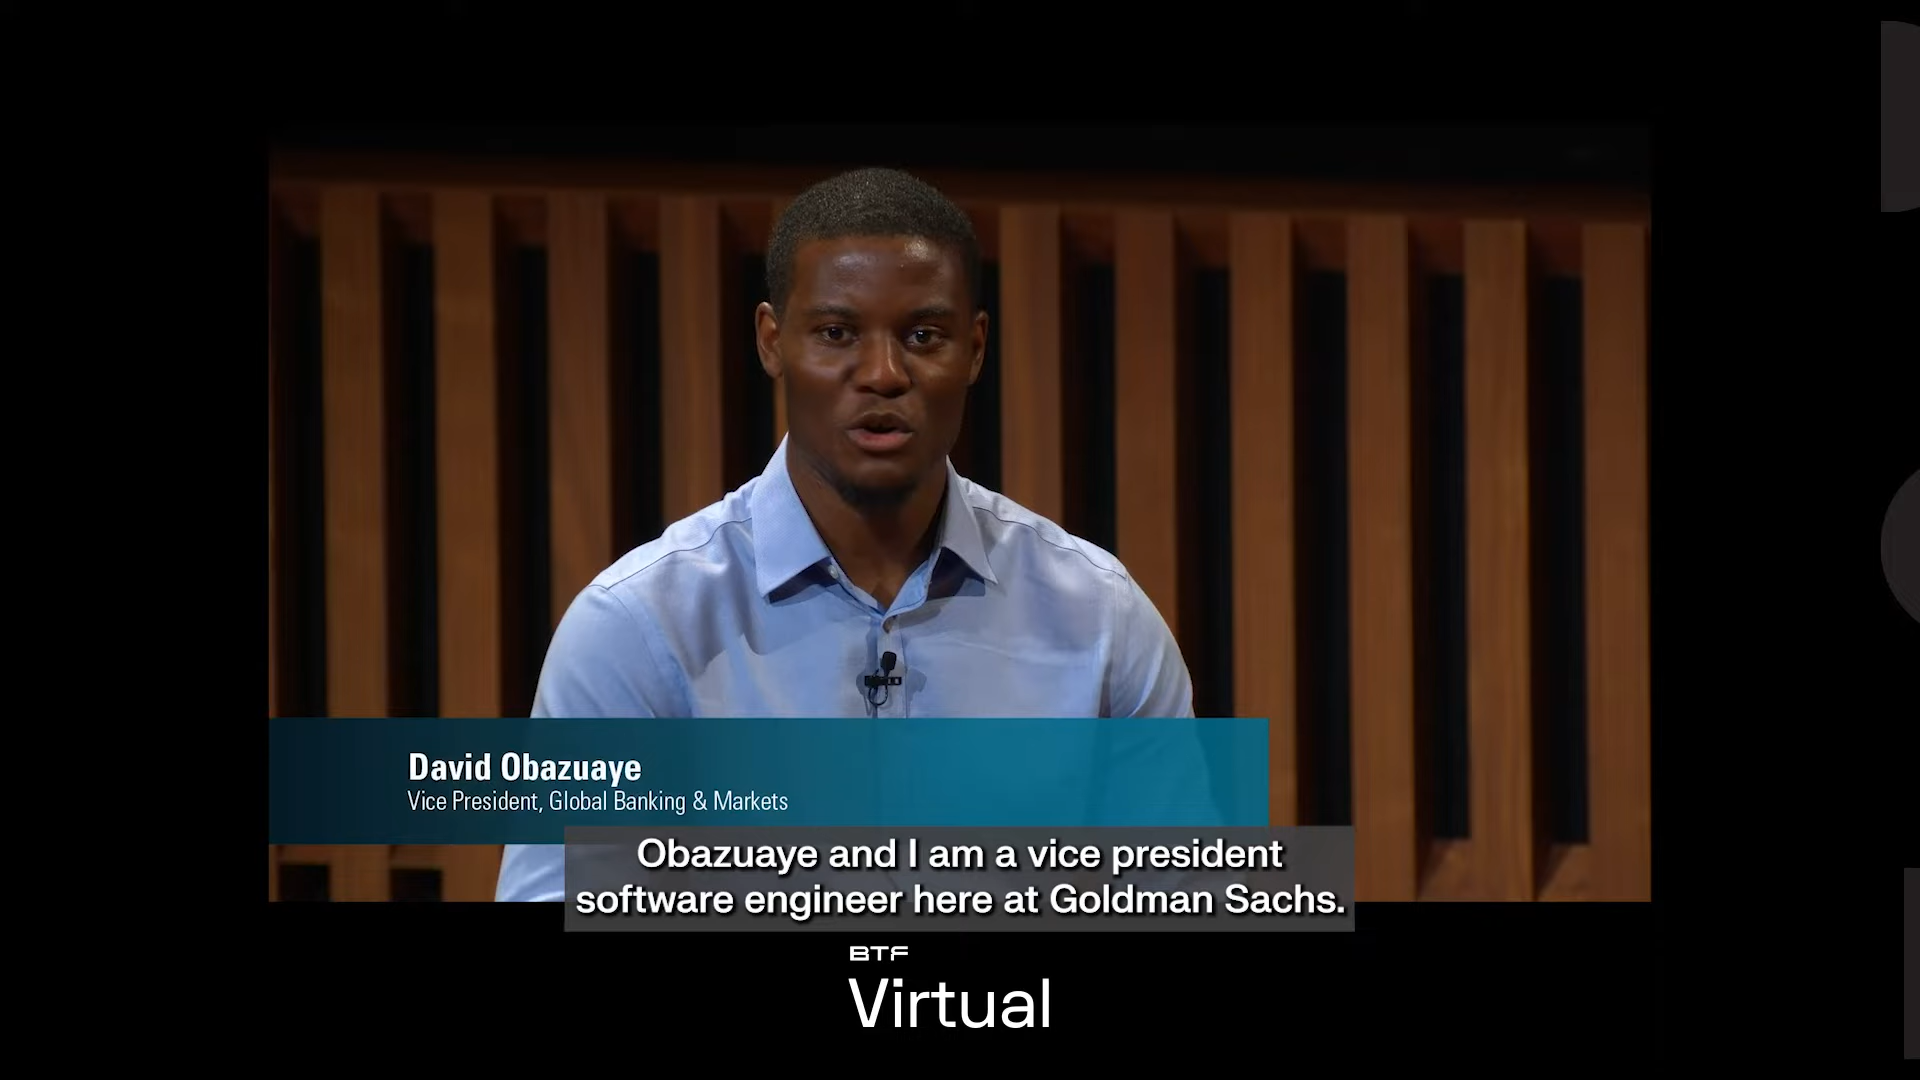 David Obazuaye
Vice President, Global Banking & Markets
Obazuaye and I am a vice president
software engineer here at Goldman Sachs.
BTF
Virtual